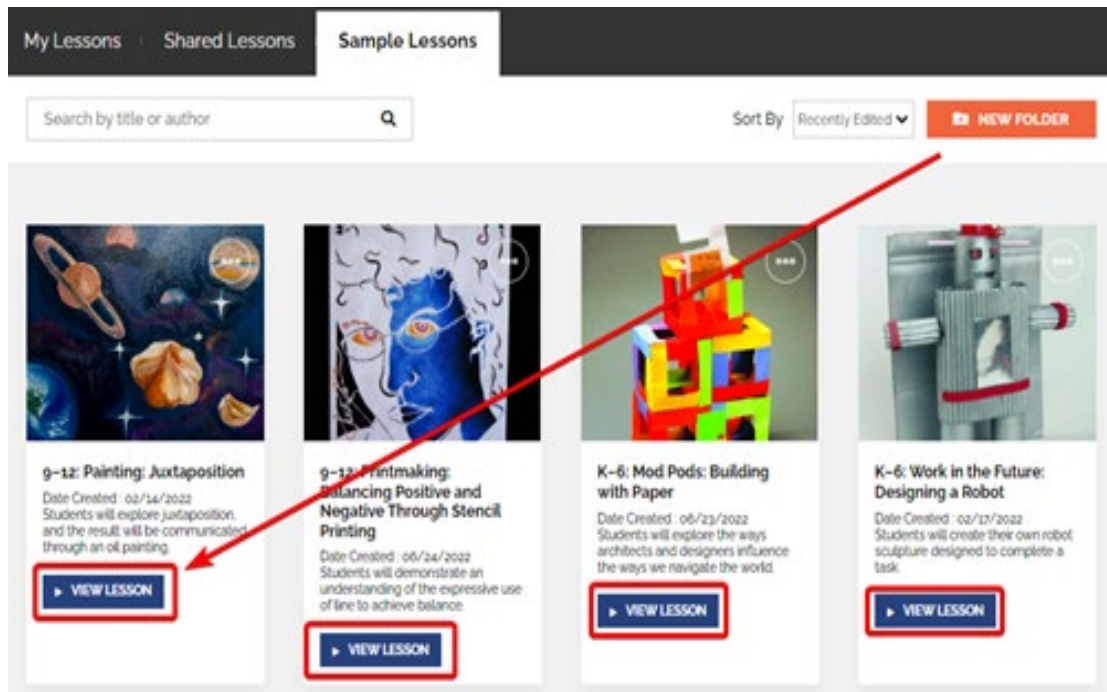 My Lessons
Shared Lessons
Sample Lessons
Search by title or author
Sort By
Recently Edited
NEW FOLDER
9–12: Painting: Juxtaposition
Date Created : 02/14/2022
Students will explore juxtaposition,
and the result will be communicated
through an oil painting.
VIEW LESSON
9–12: Printmaking:
Balancing Positive and
Negative Through Stencil
Printing
Date Created : 06/24/2022
Students will demonstrate an
understanding of the expressive use
of line to achieve balance.
VIEW LESSON
K–6: Mod Pods: Building
with Paper
Date Created : 06/23/2022
Students will explore the ways
architects and designers influence
the ways we navigate the world.
VIEW LESSON
K–6: Work in the Future:
Designing a Robot
Date Created : 02/17/2022
Students will create their own robot
sculpture designed to complete a
task.
VIEW LESSON